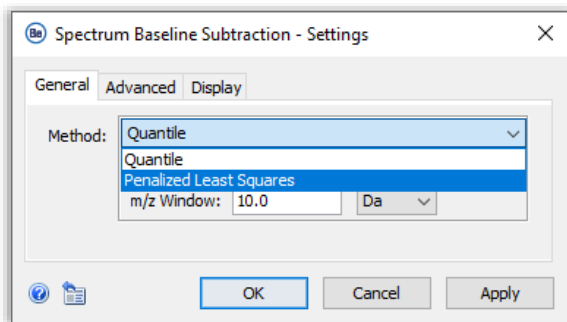 Be Spectrum Baseline Subtraction - Settings
General Advanced Display
Method: Quantile
Quantile
Penalized Least Squares
m/z Window: 10.0 Da
OK Cancel Apply